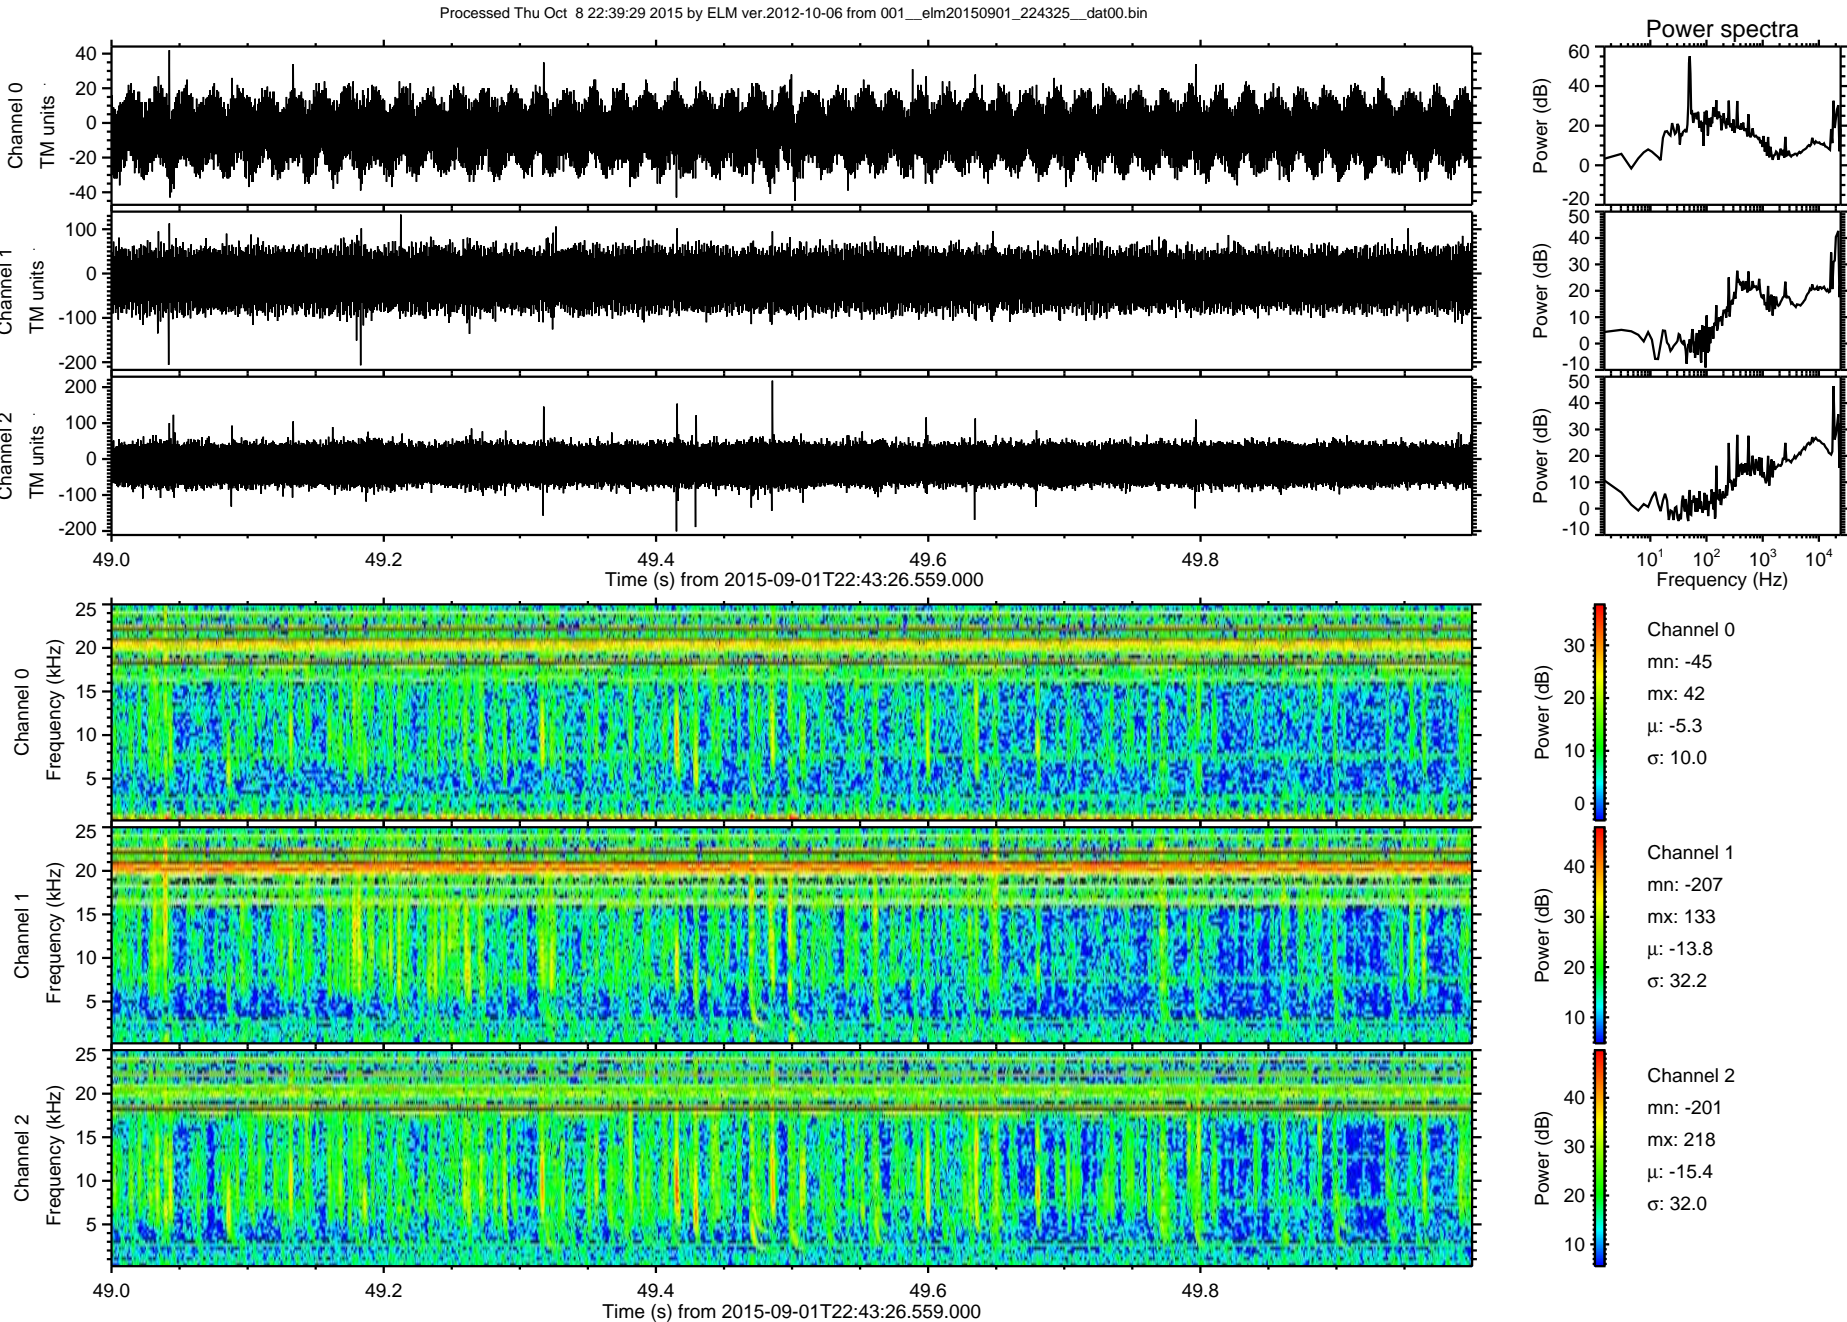 Processed Thu Oct  8 22:39:29 2015 by ELM ver.2012-10-06 from 001__elm20150901_224325__dat00.bin
Power spectra
Channel 0
TM units
40
20
0
-20
-40
Power (dB)
60
40
20
0
-20
Channel 1
TM units
100
0
-100
-200
Power (dB)
50
40
30
20
10
0
-10
Channel 2
TM units
200
100
0
-100
-200
Power (dB)
50
40
30
20
10
0
-10
49.0 49.2 49.4 49.6 49.8
Time (s) from 2015-09-01T22:43:26.559.000
10^1 10^2 10^3 10^4
Frequency (Hz)
Channel 0
Frequency (kHz)
25
20
15
10
5
Power (dB)
30
20
10
0
Channel 0
mn: -45
mx: 42
μ: -5.3
σ: 10.0
Channel 1
Frequency (kHz)
25
20
15
10
5
Power (dB)
40
30
20
10
Channel 1
mn: -207
mx: 133
μ: -13.8
σ: 32.2
Channel 2
Frequency (kHz)
25
20
15
10
5
Power (dB)
40
30
20
10
Channel 2
mn: -201
mx: 218
μ: -15.4
σ: 32.0
49.0 49.2 49.4 49.6 49.8
Time (s) from 2015-09-01T22:43:26.559.000